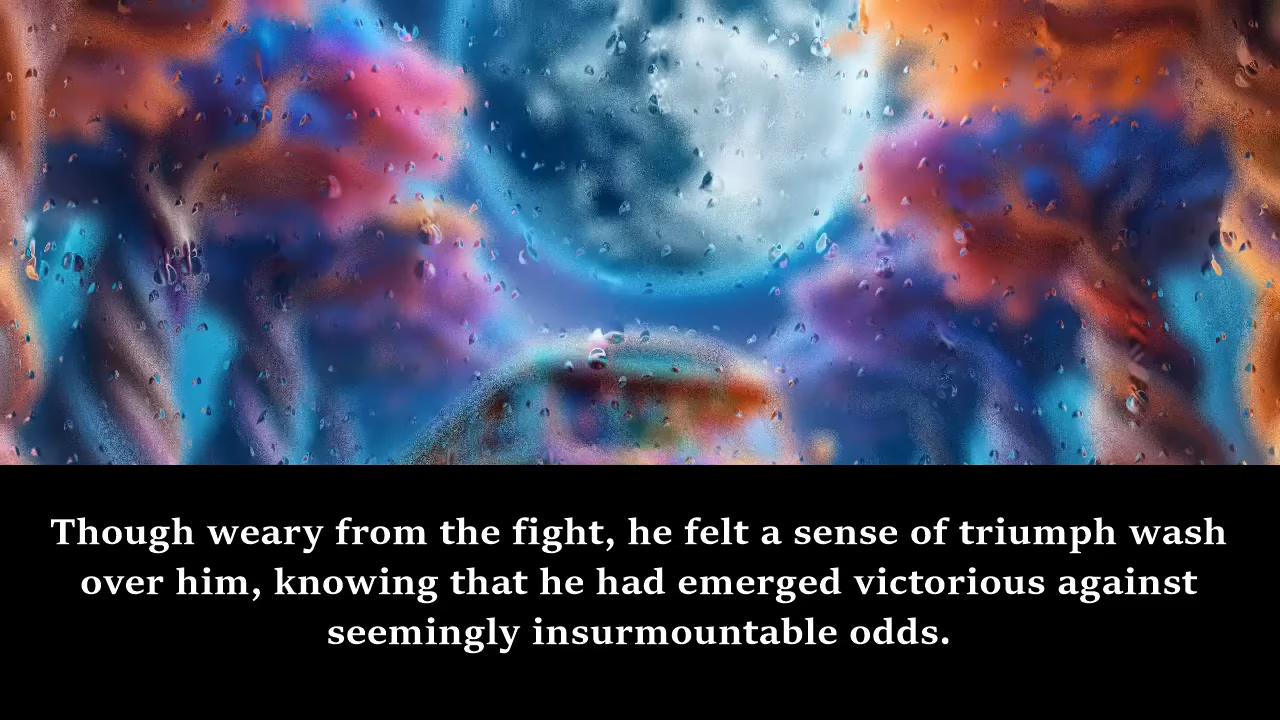 Though weary from the fight, he felt a sense of triumph wash
over him, knowing that he had emerged victorious against
seemingly insurmountable odds.